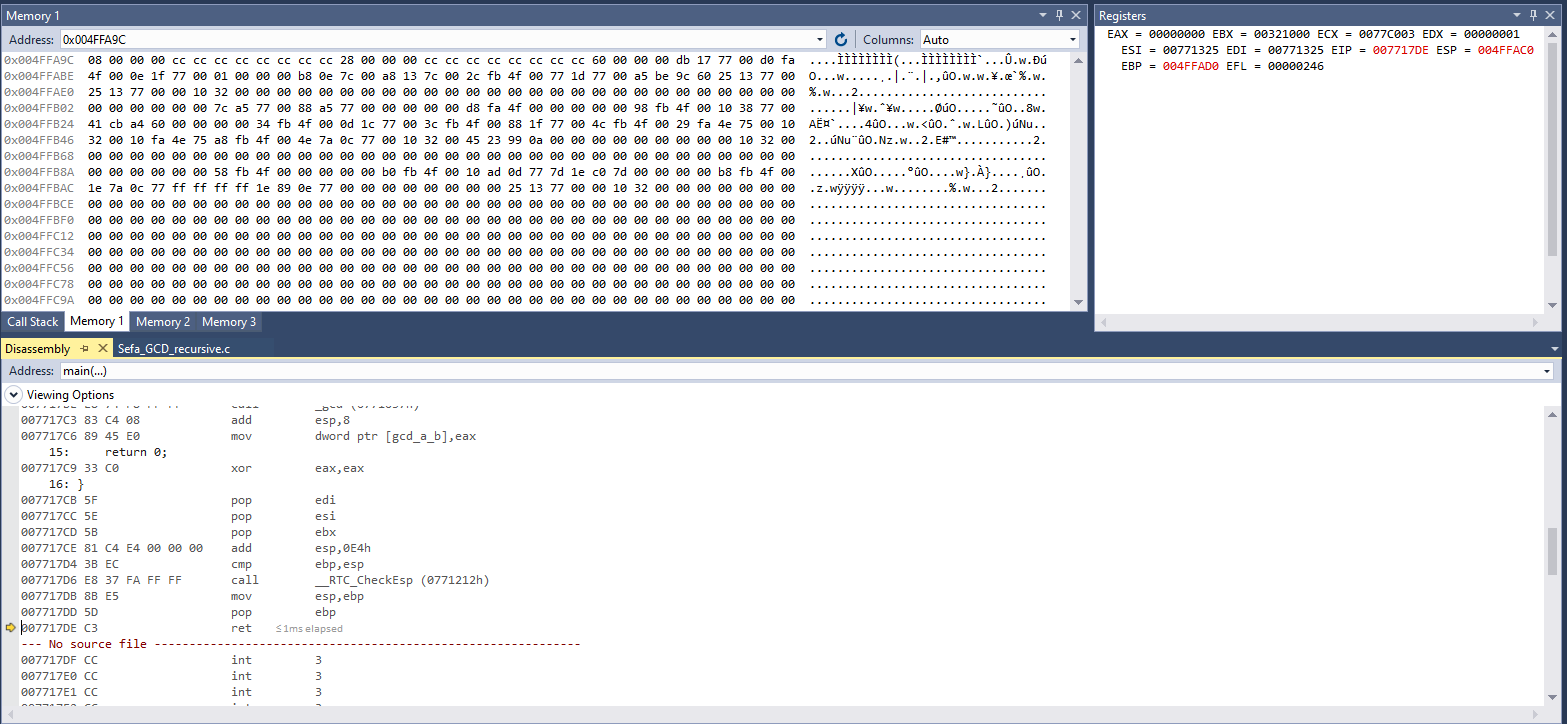 Memory 1
Address: 0x004FFA9C
Columns: Auto
0x004FFA9C 08 00 00 00 cc cc cc cc cc cc cc cc 28 00 00 00 cc cc cc cc cc cc cc cc 60 00 00 00 db 17 77 00 d0 fa ....ÌÌÌÌÌÌÌÌ(...ÌÌÌÌÌÌÌÌ`...Û.w.Ðú
0x004FFABE 4f 00 0e 1f 77 00 01 00 00 00 b8 0e 7c 00 a8 13 7c 00 2c fb 4f 00 77 1d 77 00 a5 be 9c 60 25 13 77 00 O...w.....¸.|.¨.|.,ûO.w.w.¥.œ`%.w.
0x004FFAE0 25 13 77 00 00 10 32 00 00 00 00 00 00 00 00 00 00 00 00 00 00 00 00 00 00 00 00 00 00 00 00 00 00 00 %.w...2...........................
0x004FFB02 00 00 00 00 00 00 7c a5 77 00 88 a5 77 00 00 00 00 00 d8 fa 4f 00 00 00 00 00 98 fb 4f 00 10 38 77 00 ......|¥w.ˆ¥w.....ØúO.....˜ûO..8w.
0x004FFB24 41 cb a4 60 00 00 00 00 34 fb 4f 00 0d 1c 77 00 3c fb 4f 00 88 1f 77 00 4c fb 4f 00 29 fa 4e 75 00 10 AË¤`....4ûO...w.<ûO.ˆ.w.LûO.)úNu..
0x004FFB46 32 00 10 fa 4e 75 a8 fb 4f 00 4e 7a 0c 77 00 10 32 00 45 23 99 0a 00 00 00 00 00 00 00 00 00 10 32 00 2..úNu¨ûO.Nz.w..2.E#™...........2.
0x004FFB68 00 00 00 00 00 00 00 00 00 00 00 00 00 00 00 00 00 00 00 00 00 00 00 00 00 00 00 00 00 00 00 00 00 00 ..................................
0x004FFB8A 00 00 00 00 00 00 58 fb 4f 00 00 00 00 00 b0 fb 4f 00 10 ad 0d 77 7d 1e c0 7d 00 00 00 00 b8 fb 4f 00 ......XûO.....°ûO....w}.À}....¸ûO.
0x004FFBAC 1e 7a 0c 77 ff ff ff ff 1e 89 0e 77 00 00 00 00 00 00 00 00 25 13 77 00 00 10 32 00 00 00 00 00 00 00 .z.wÿÿÿÿ...w........%.w...2.......
0x004FFBCE 00 00 00 00 00 00 00 00 00 00 00 00 00 00 00 00 00 00 00 00 00 00 00 00 00 00 00 00 00 00 00 00 00 00 ..................................
0x004FFBF0 00 00 00 00 00 00 00 00 00 00 00 00 00 00 00 00 00 00 00 00 00 00 00 00 00 00 00 00 00 00 00 00 00 00 ..................................
0x004FFC12 00 00 00 00 00 00 00 00 00 00 00 00 00 00 00 00 00 00 00 00 00 00 00 00 00 00 00 00 00 00 00 00 00 00 ..................................
0x004FFC34 00 00 00 00 00 00 00 00 00 00 00 00 00 00 00 00 00 00 00 00 00 00 00 00 00 00 00 00 00 00 00 00 00 00 ..................................
0x004FFC56 00 00 00 00 00 00 00 00 00 00 00 00 00 00 00 00 00 00 00 00 00 00 00 00 00 00 00 00 00 00 00 00 00 00 ..................................
0x004FFC78 00 00 00 00 00 00 00 00 00 00 00 00 00 00 00 00 00 00 00 00 00 00 00 00 00 00 00 00 00 00 00 00 00 00 ..................................
0x004FFC9A 00 00 00 00 00 00 00 00 00 00 00 00 00 00 00 00 00 00 00 00 00 00 00 00 00 00 00 00 00 00 00 00 00 00 ..................................
Call Stack Memory 1 Memory 2 Memory 3
Registers
EAX = 00000000 EBX = 00321000 ECX = 0077C003 EDX = 00000001
ESI = 00771325 EDI = 00771325 EIP = 007717DE ESP = 004FFAC0
EBP = 004FFAD0 EFL = 00000246
Disassembly Sefa_GCD_recursive.c
Address: main(...)
Viewing Options
007717C3 83 C4 08 add esp,8
007717C6 89 45 E0 mov dword ptr [gcd_a_b],eax
15: return 0;
007717C9 33 C0 xor eax,eax
16: }
007717CB 5F pop edi
007717CC 5E pop esi
007717CD 5B pop ebx
007717CE 81 C4 E4 00 00 00 add esp,0E4h
007717D4 3B EC cmp ebp,esp
007717D6 E8 37 FA FF FF call __RTC_CheckEsp (0771212h)
007717DB 8B E5 mov esp,ebp
007717DD 5D pop ebp
007717DE C3 ret ≤1ms elapsed
--- No source file -------------------------------------------------------------
007717DF CC int 3
007717E0 CC int 3
007717E1 CC int 3